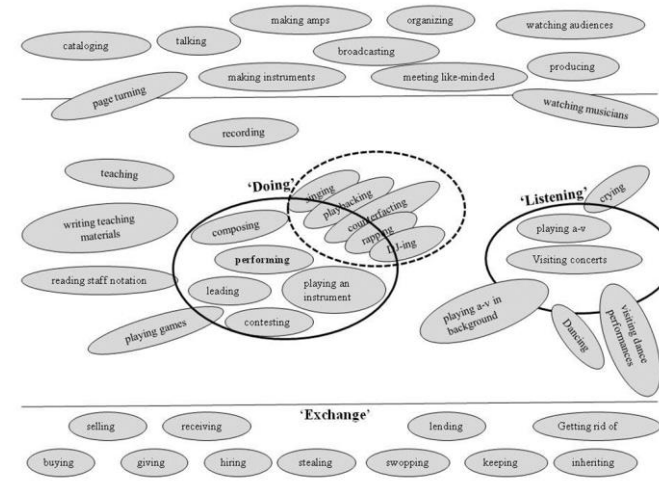 making amps
organizing
watching audiences
cataloging
talking
broadcasting
making instruments
meeting like-minded
producing
page turning
watching musicians
recording
teaching
'Doing'
singing
playbacking
counterfacting
rapping
DJ-ing
crying
'Listening'
writing teaching
materials
composing
playing a-v
performing
Visiting concerts
reading staff notation
leading
playing an
instrument
playing a-v in
background
contesting
playing games
Dancing
visiting dance
performances
'Exchange'
selling
receiving
lending
Getting rid of
buying
giving
hiring
stealing
swopping
keeping
inheriting